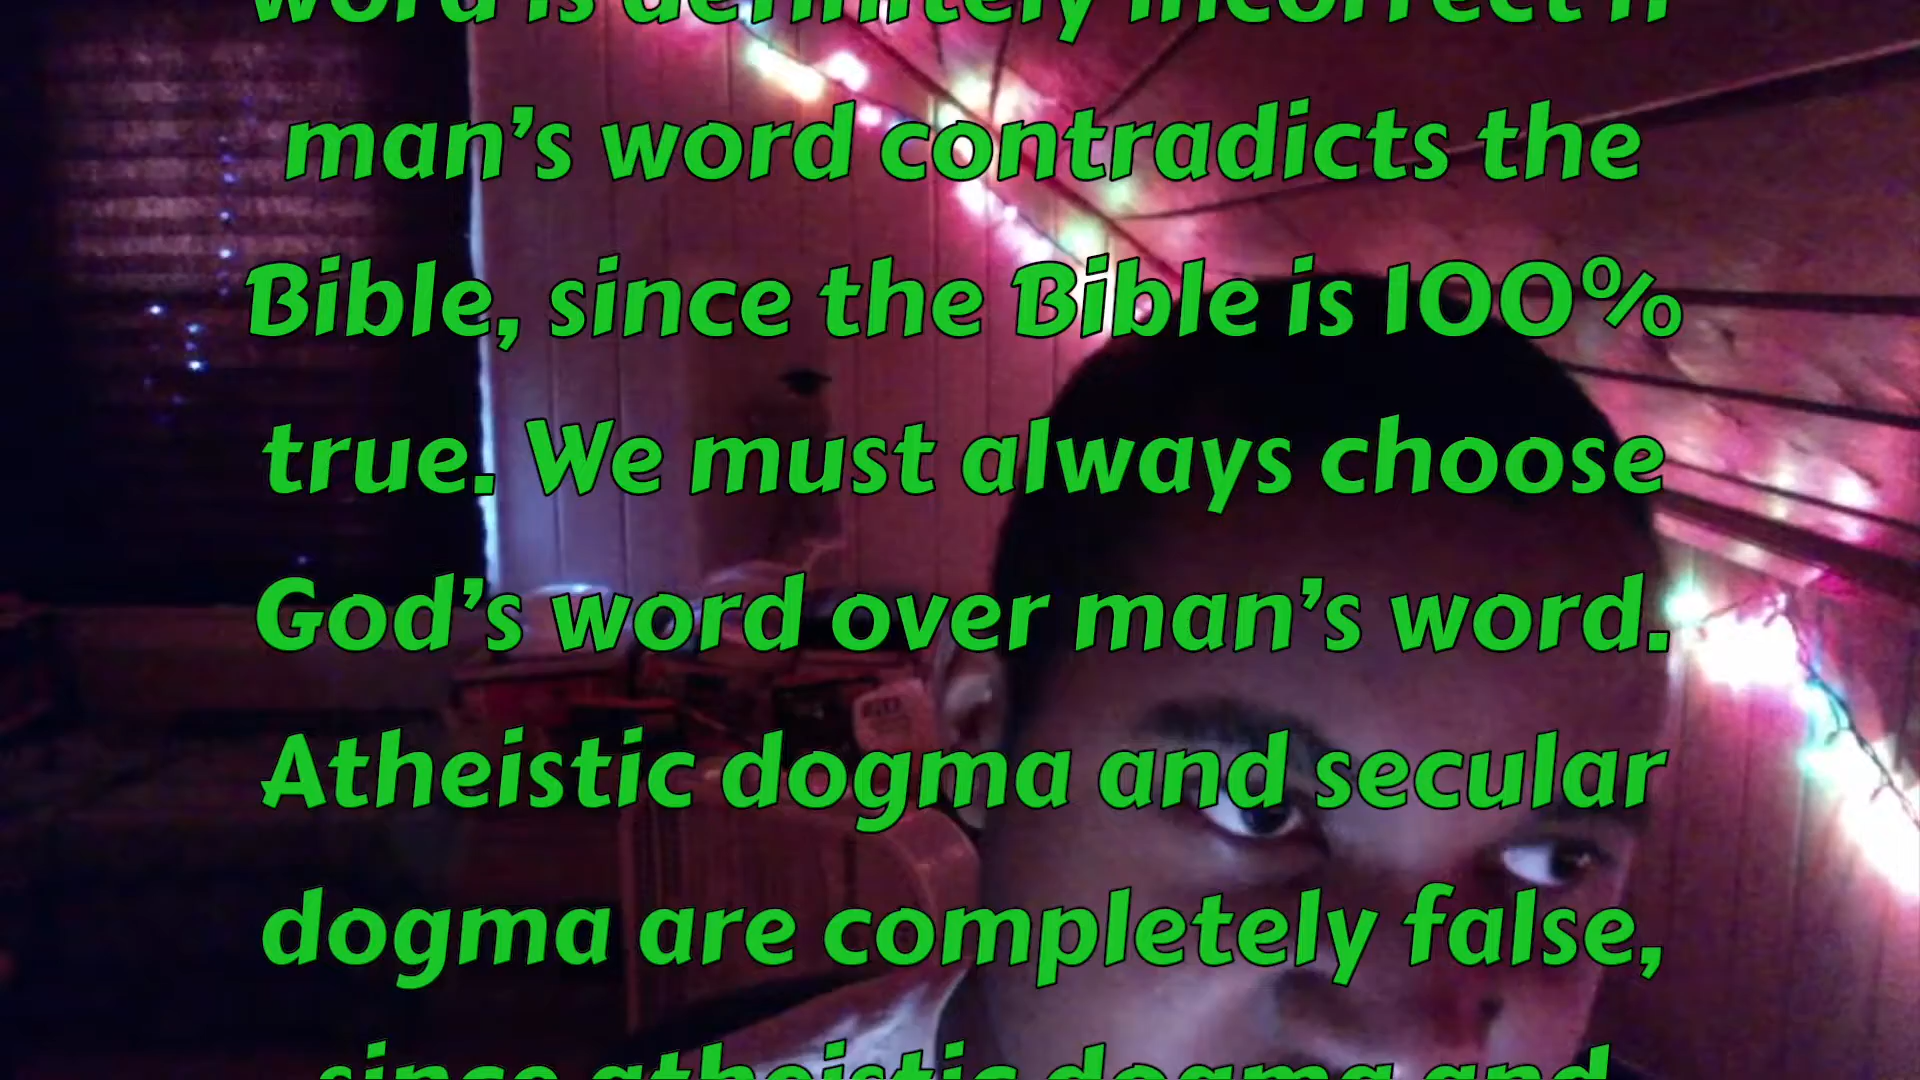 word is definitely incorrect if
man's word contradicts the
Bible, since the Bible is 100%
true. We must always choose
God's word over man's word.
Atheistic dogma and secular
dogma are completely false,
since atheistic dogma and